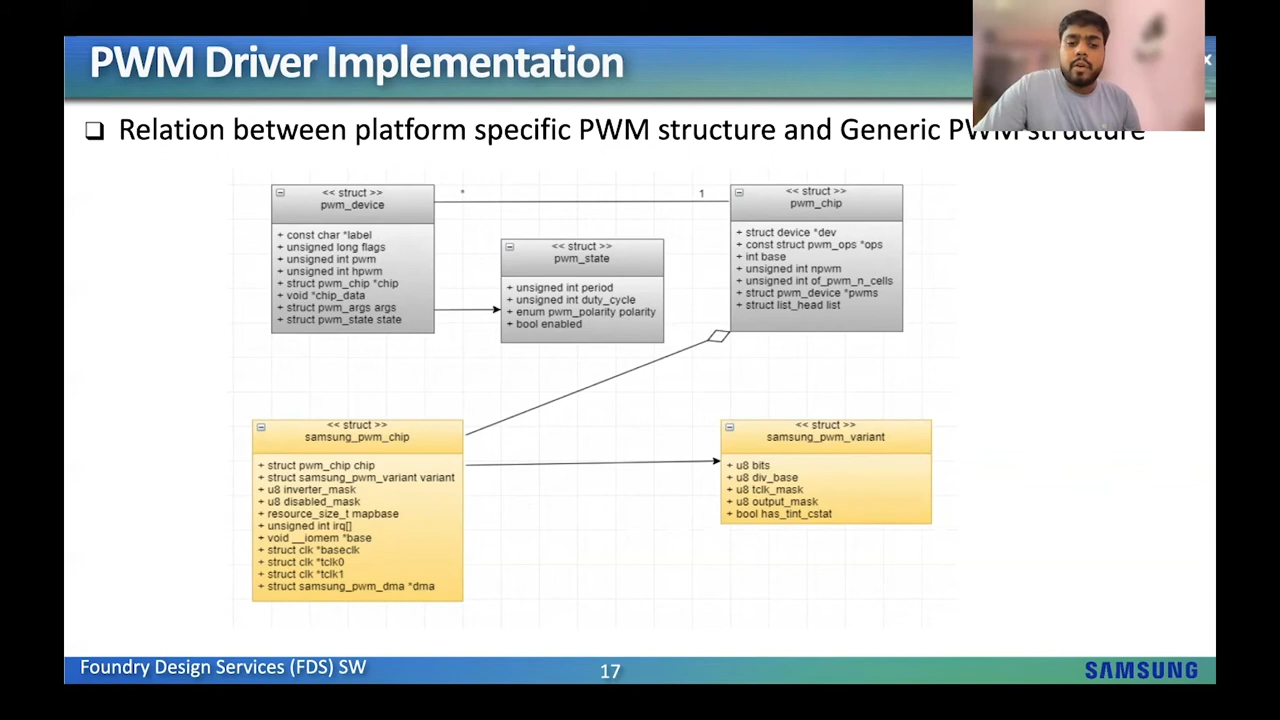 PWM Driver Implementation
x
❑ Relation between platform specific PWM structure and Generic PWM structure
<< struct >>
pwm_device
+ const char *label
+ unsigned long flags
+ unsigned int pwm
+ unsigned int hpwm
+ struct pwm_chip *chip
+ void *chip_data
+ struct pwm_args args
+ struct pwm_state state
*
1
<< struct >>
pwm_state
+ unsigned int period
+ unsigned int duty_cycle
+ enum pwm_polarity polarity
+ bool enabled
<< struct >>
pwm_chip
+ struct device *dev
+ const struct pwm_ops *ops
+ int base
+ unsigned int npwm
+ unsigned int of_pwm_n_cells
+ struct pwm_device *pwms
+ struct list_head list
<< struct >>
samsung_pwm_chip
+ struct pwm_chip chip
+ struct samsung_pwm_variant variant
+ u8 inverter_mask
+ u8 disabled_mask
+ resource_size_t mapbase
+ unsigned int irq[]
+ void __iomem *base
+ struct clk *baseclk
+ struct clk *tclk0
+ struct clk *tclk1
+ struct samsung_pwm_dma *dma
<< struct >>
samsung_pwm_variant
+ u8 bits
+ u8 div_base
+ u8 tclk_mask
+ u8 output_mask
+ bool has_tint_cstat
Foundry Design Services (FDS) SW
17
SAMSUNG